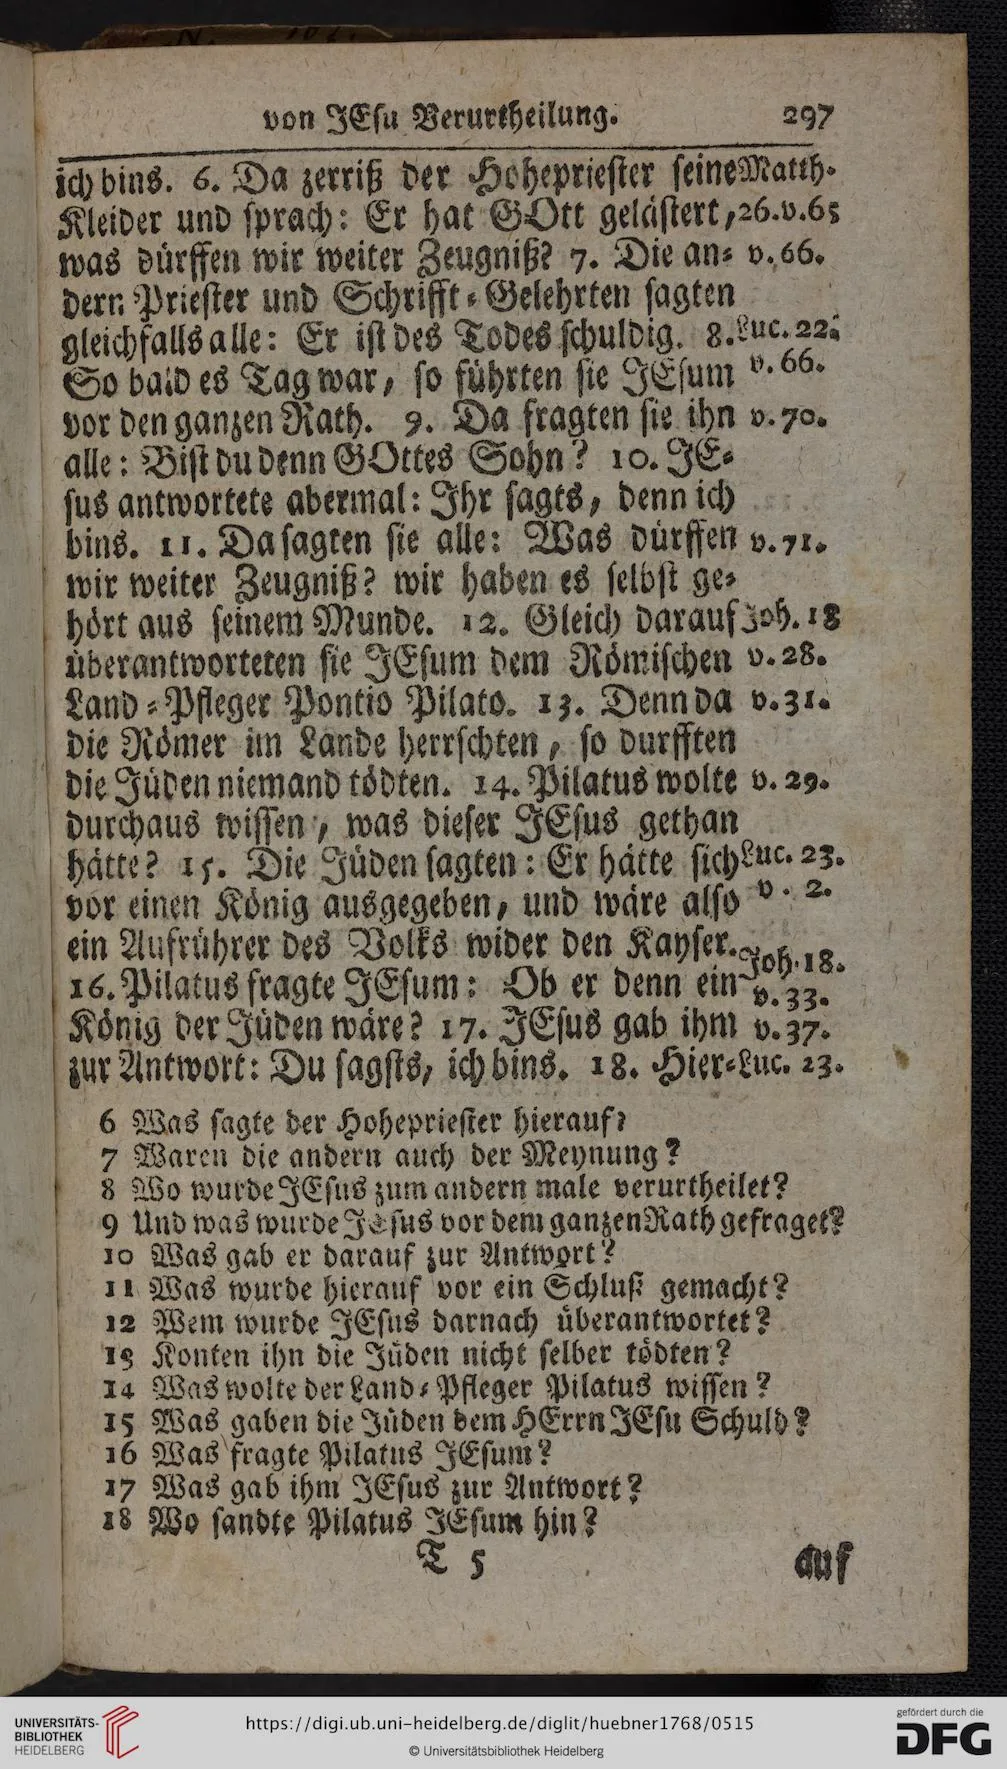 von JEsu Verurtheilung. 297
ich bins. 6. Da zerriß der Hohepriester seine Matth.
Kleider und sprach: Er hat GOtt gelästert, 26. v. 65
was dürffen wir weiter Zeugniß? 7. Die an= v. 66.
dern Priester und Schrifft=Gelehrten sagten
gleichfalls alle: Er ist des Todes schuldig. 8. Luc. 22.
So bald es Tag war, so führten sie JEsum v. 66.
vor den ganzen Rath. 9. Da fragten sie ihn v. 70.
alle: Bist du denn GOttes Sohn? 10. JE=
sus antwortete abermal: Ihr sagts, denn ich
bins. 11. Da sagten sie alle: Was dürffen v. 71.
wir weiter Zeugniß? wir haben es selbst ge=
hört aus seinem Munde. 12. Gleich darauf Joh. 18
überantworteten sie JEsum dem Römischen v. 28.
Land=Pfleger Pontio Pilato. 13. Denn da v. 31.
die Römer im Lande herrschten, so durfften
die Jüden niemand tödten. 14. Pilatus wolte v. 29.
durchaus wissen, was dieser JEsus gethan
hätte? 15. Die Jüden sagten: Er hätte sich Luc. 23.
vor einen König ausgegeben, und wäre also v. 2.
ein Aufrührer des Volks wider den Kayser.
16. Pilatus fragte JEsum: Ob er denn ein Joh. 18. v. 33.
König der Jüden wäre? 17. JEsus gab ihm v. 37.
zur Antwort: Du sagsts, ich bins. 18. Hier= Luc. 23.
6 Was sagte der Hohepriester hierauf?
7 Waren die andern auch der Meynung?
8 Wo wurde JEsus zum andern male verurtheilet?
9 Und was wurde JEsus vor dem ganzen Rath gefraget?
10 Was gab er darauf zur Antwort?
11 Was wurde hierauf vor ein Schluß gemacht?
12 Wem wurde JEsus darnach überantwortet?
13 Konten ihn die Jüden nicht selber tödten?
14 Was wolte der Land=Pfleger Pilatus wissen?
15 Was gaben die Jüden dem HErrn JEsu Schuld?
16 Was fragte Pilatus JEsum?
17 Was gab ihm JEsus zur Antwort?
18 Wo sandte Pilatus JEsum hin?
T 5 auf
UNIVERSITÄTS-
BIBLIOTHEK
HEIDELBERG
https://digi.ub.uni-heidelberg.de/diglit/huebner1768/0515
© Universitätsbibliothek Heidelberg
gefördert durch die
DFG